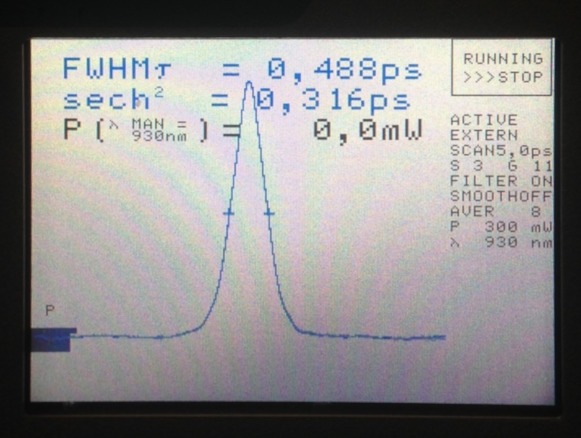 FWHMτ = 0,488ps
sech² = 0,316ps
P (λ MAN = 930nm ) = 0,0mW
RUNNING
>>>STOP
ACTIVE
EXTERN
SCAN5,0ps
S 3 G 11
FILTER ON
SMOOTHOFF
AVER 8
P 300 mW
λ 930 nm
P